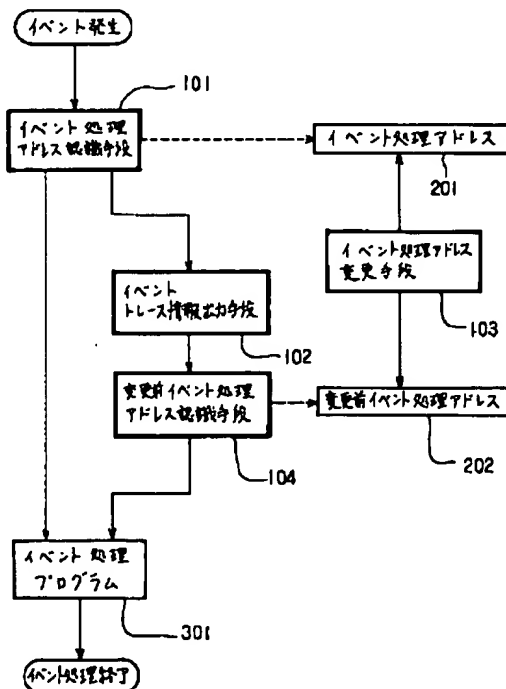 イベント発生
101
イベント処理
アドレス認識手段
イベント処理アドレス
201
イベント処理アドレス
変更手段
103
イベント
トレース情報出力手段
102
変更前イベント処理
アドレス認識手段
104
変更前イベント処理アドレス
202
イベント処理
プログラム
301
イベント処理終了